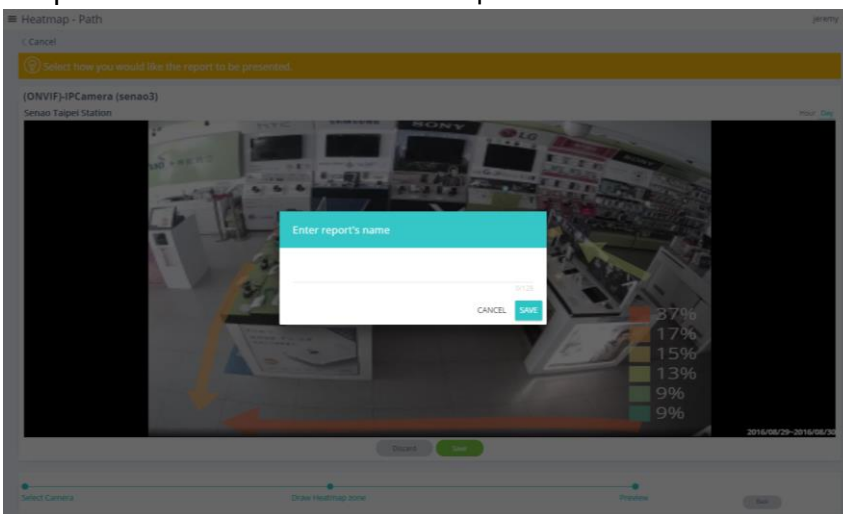 Heatmap - Path
jeremy
Cancel
Select how you would like the report to be presented.
(ONVIF)-IPCamera (senao3)
Senao Taipei Station
Hour Day
HTC
SAMSUNG
SONY
LG
Enter report's name
0/128
CANCEL SAVE
37%
17%
15%
13%
9%
9%
2016/08/29~2016/08/30
Discard Save
Select Camera
Draw Heatmap zone
Preview